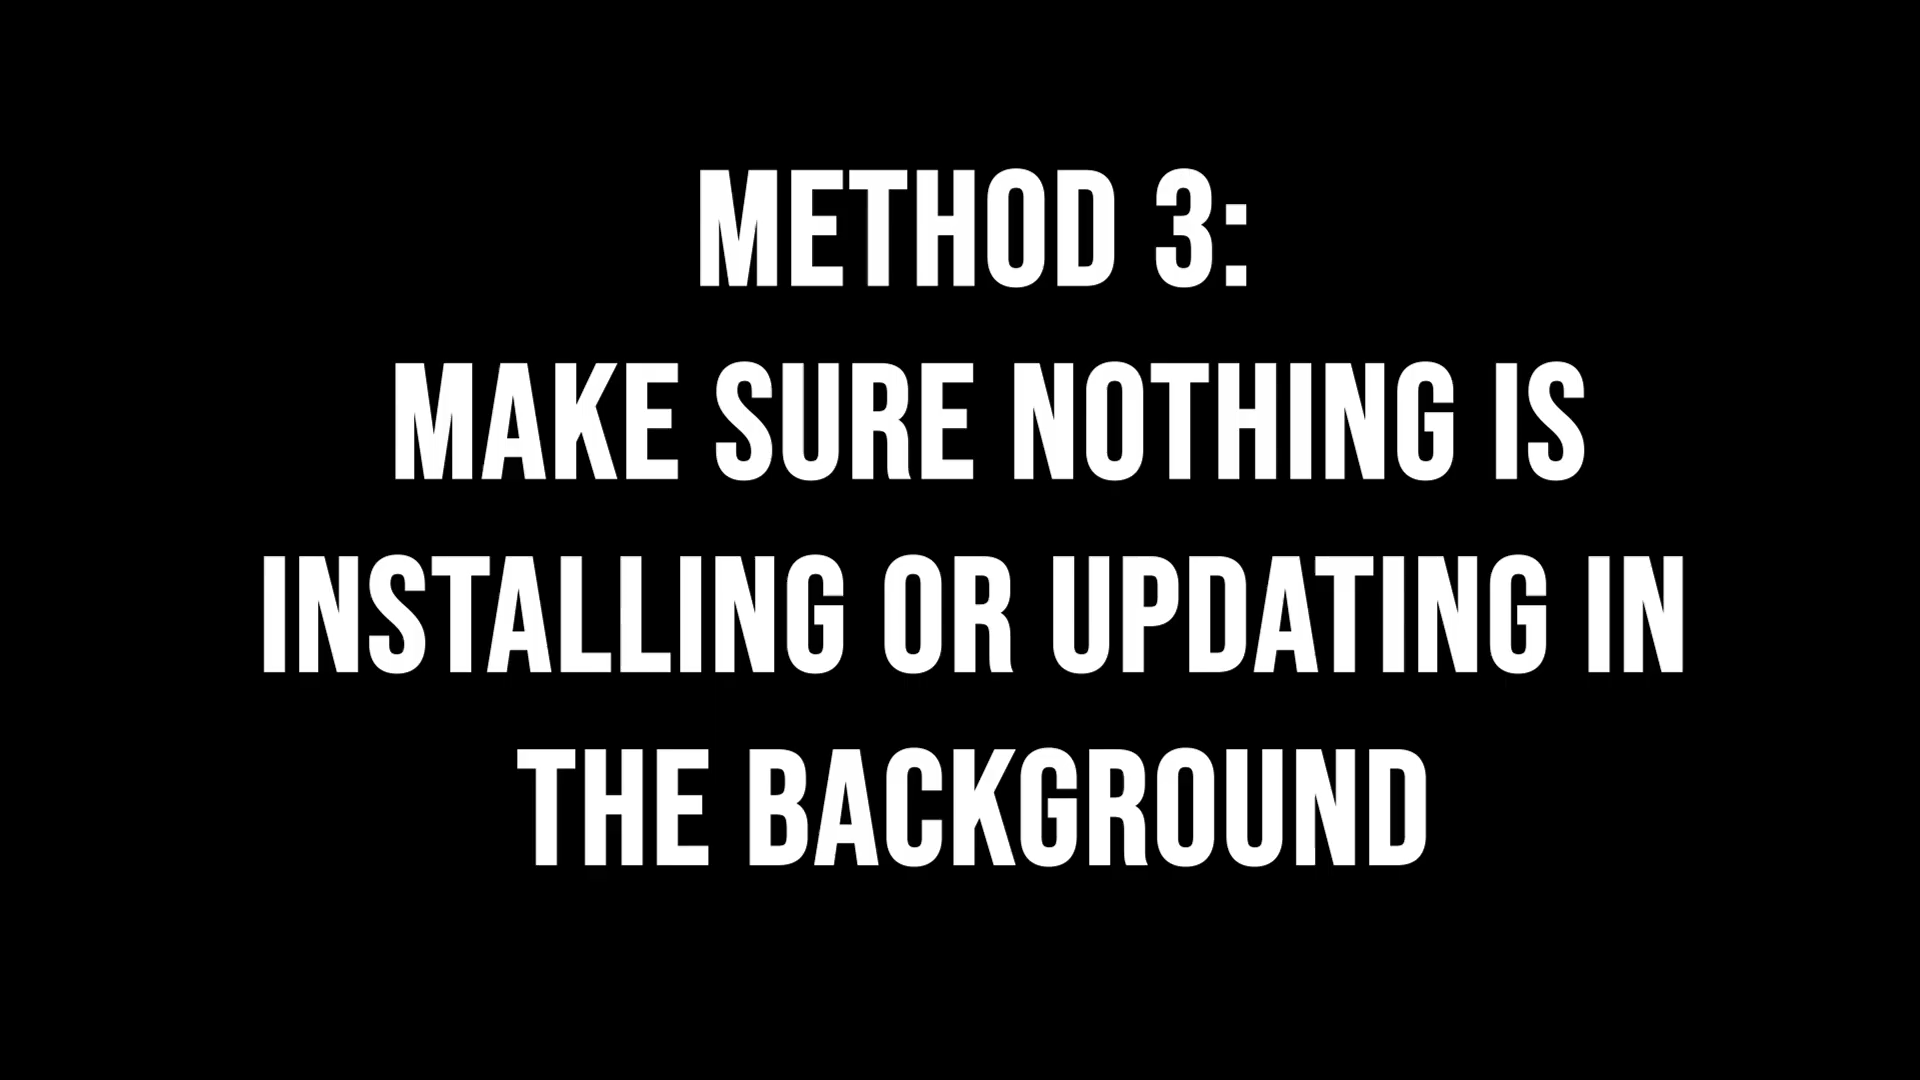 METHOD 3:
MAKE SURE NOTHING IS
INSTALLING OR UPDATING IN
THE BACKGROUND